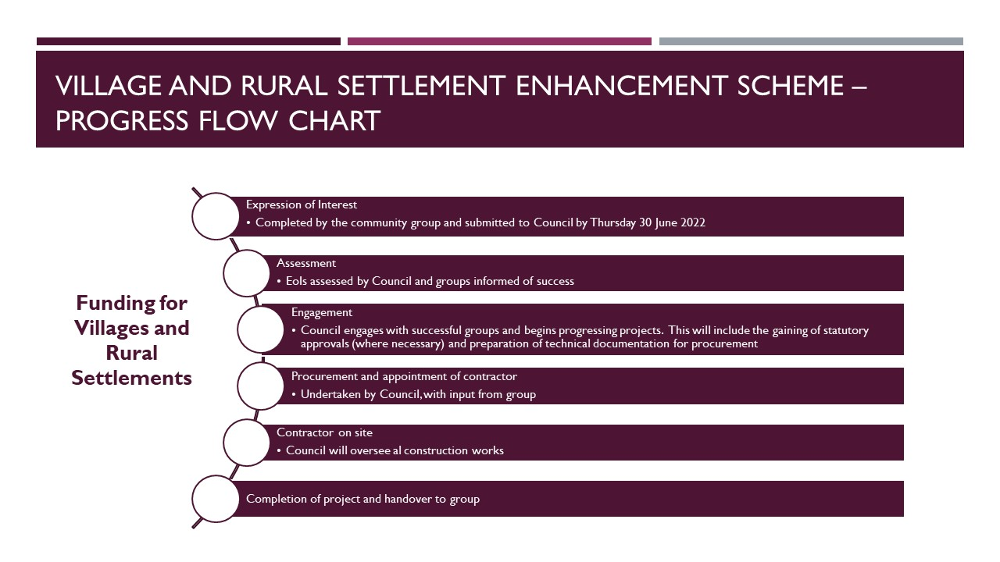 VILLAGE AND RURAL SETTLEMENT ENHANCEMENT SCHEME –
PROGRESS FLOW CHART
Funding for
Villages and
Rural
Settlements
Expression of Interest
• Completed by the community group and submitted to Council by Thursday 30 June 2022
Assessment
• EoIs assessed by Council and groups informed of success
Engagement
• Council engages with successful groups and begins progressing projects. This will include the gaining of statutory
approvals (where necessary) and preparation of technical documentation for procurement
Procurement and appointment of contractor
• Undertaken by Council, with input from group
Contractor on site
• Council will oversee al construction works
Completion of project and handover to group